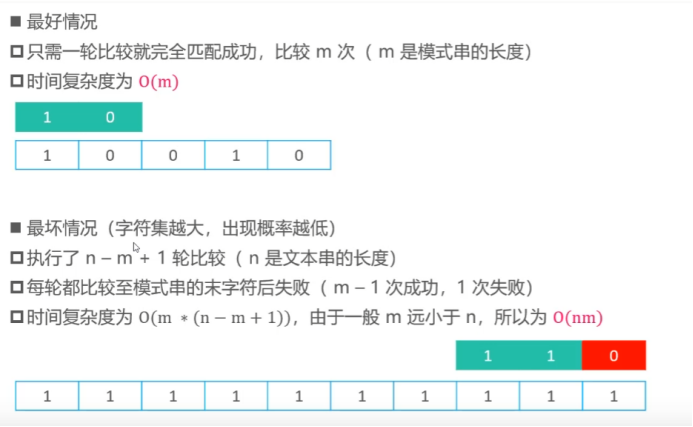 ■ 最好情况
□ 只需一轮比较就完全匹配成功，比较 m 次（ m 是模式串的长度）
□ 时间复杂度为 O(m)
1 0
1 0 0 1 0
■ 最坏情况（字符集越大，出现概率越低）
□ 执行了 n – m + 1 轮比较（ n 是文本串的长度）
□ 每轮都比较至模式串的末字符后失败（ m – 1 次成功，1 次失败）
□ 时间复杂度为 O(m ∗ (n − m + 1))，由于一般 m 远小于 n，所以为 O(nm)
1 1 0
1 1 1 1 1 1 1 1 1 1